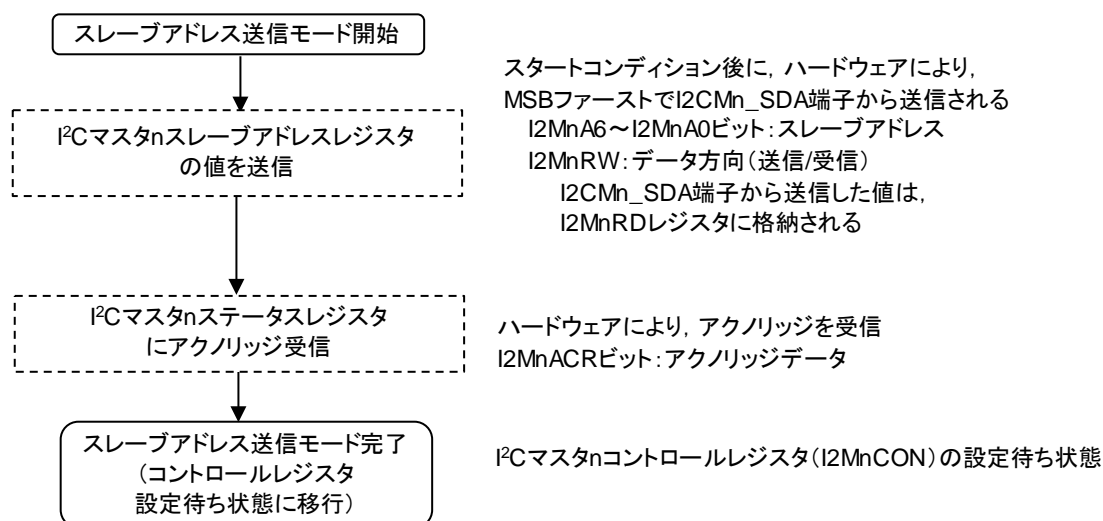 スレーブアドレス送信モード開始
スタートコンディション後に, ハードウェアにより,
MSBファーストでI2CMn_SDA端子から送信される
I2MnA6～I2MnA0ビット：スレーブアドレス
I2MnRW：データ方向（送信/受信）
I2CMn_SDA端子から送信した値は,
I2MnRDレジスタに格納される
I²Cマスタnスレーブアドレスレジスタ
の値を送信
I²Cマスタnステータスレジスタ
にアクノリッジ受信
ハードウェアにより, アクノリッジを受信
I2MnACRビット：アクノリッジデータ
スレーブアドレス送信モード完了
（コントロールレジスタ
設定待ち状態に移行）
I²Cマスタnコントロールレジスタ（I2MnCON）の設定待ち状態